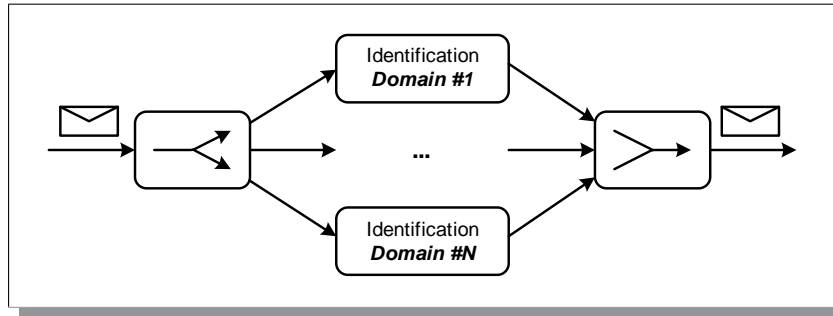 Identification
Domain #1
...
Identification
Domain #N